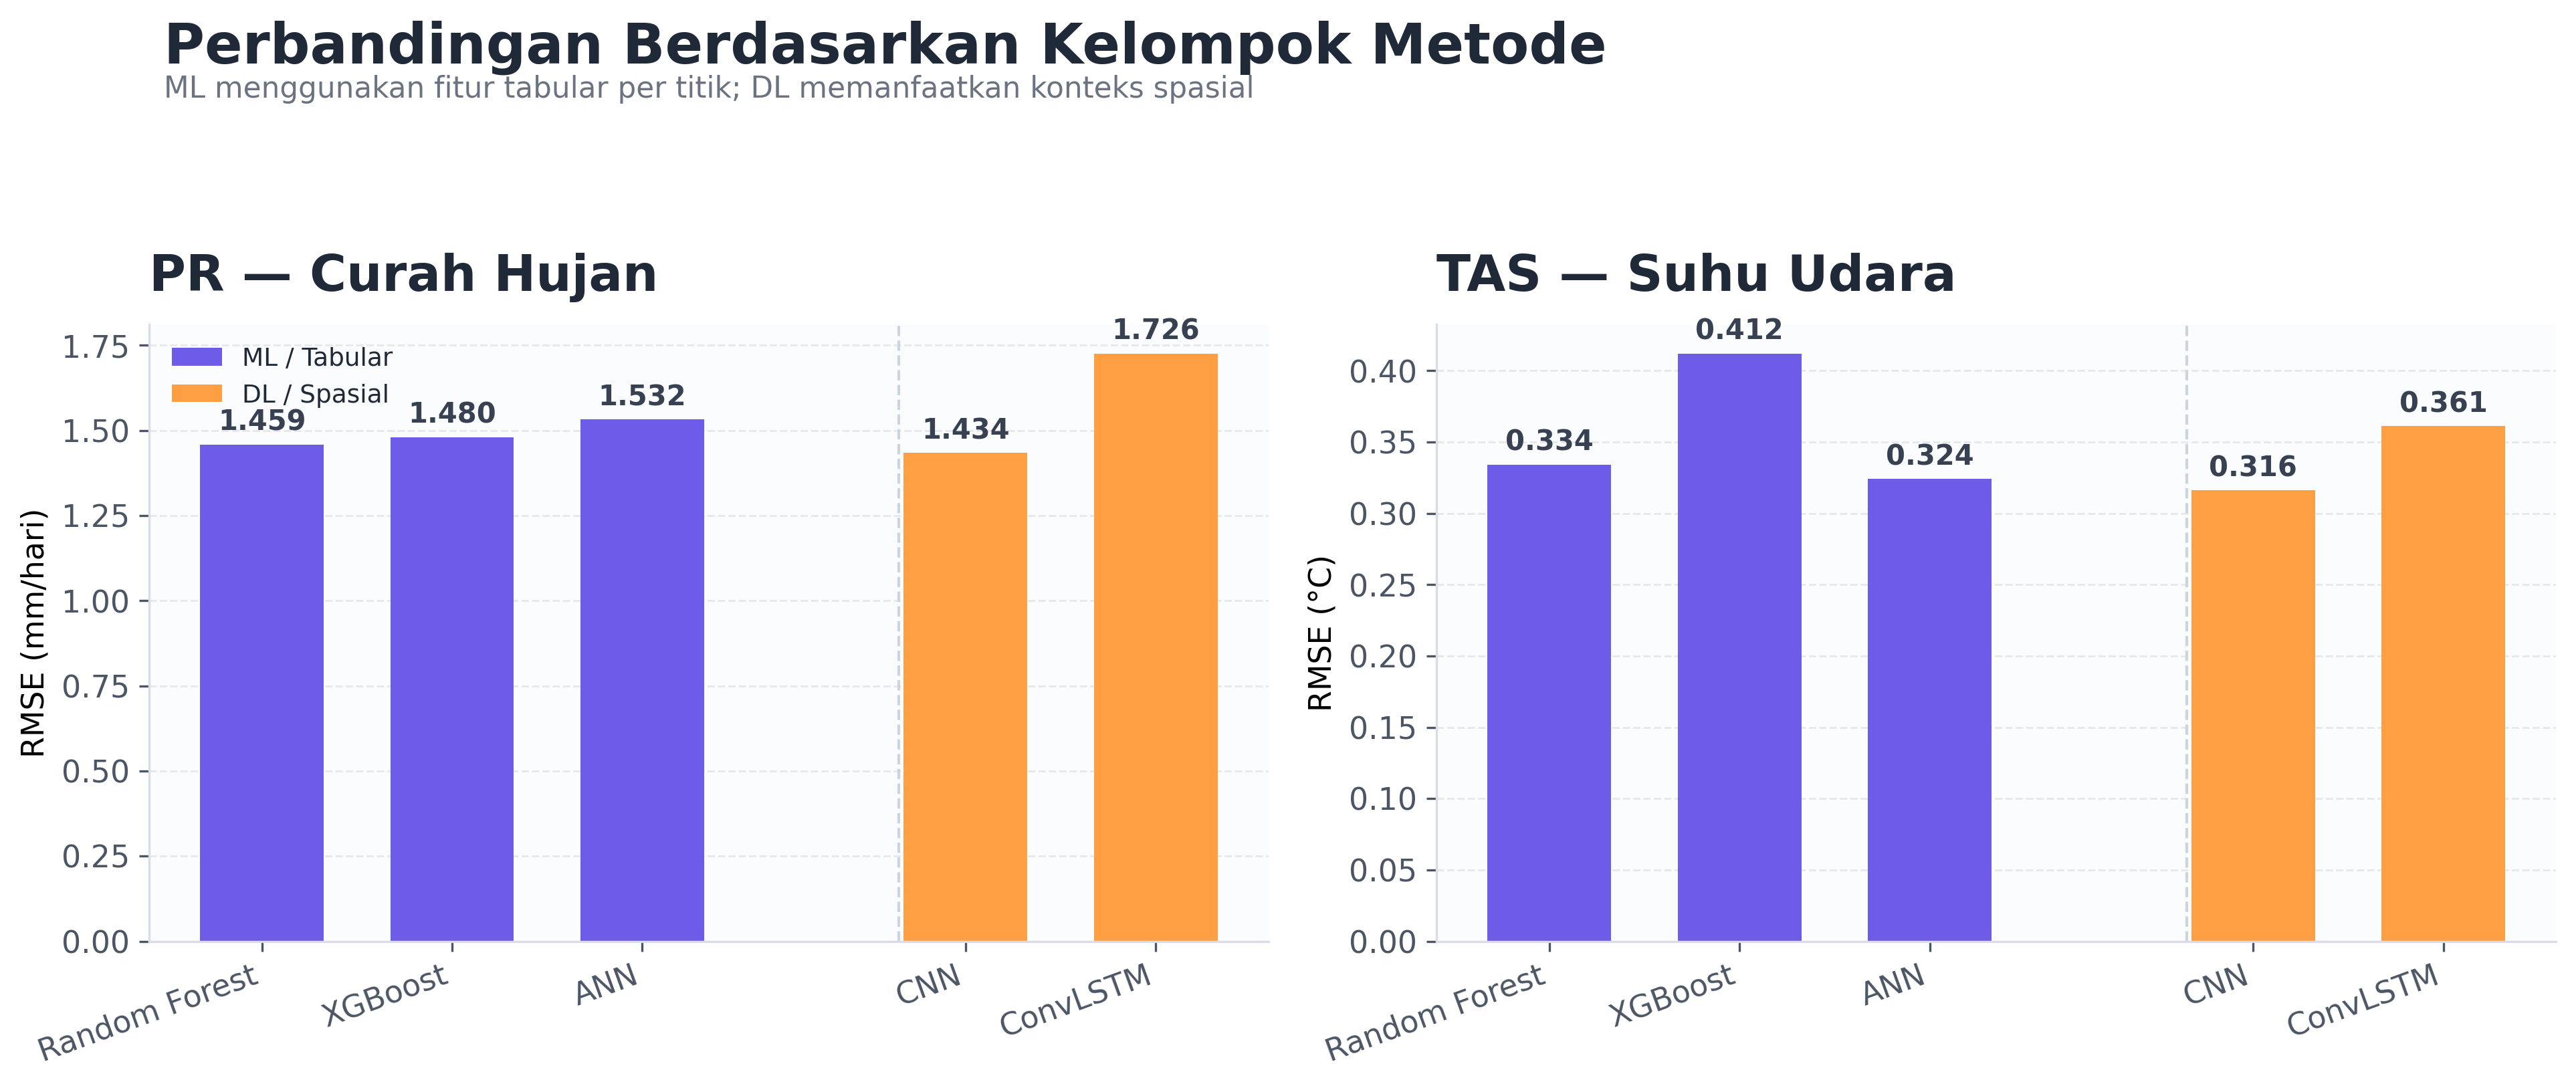 Perbandingan Berdasarkan Kelompok Metode
ML menggunakan fitur tabular per titik; DL memanfaatkan konteks spasial
PR — Curah Hujan
RMSE (mm/hari)
1.75
1.50
1.25
1.00
0.75
0.50
0.25
0.00
ML / Tabular
DL / Spasial
1.459
1.480
1.532
1.434
1.726
Random Forest
XGBoost
ANN
CNN
ConvLSTM
TAS — Suhu Udara
RMSE (°C)
0.40
0.35
0.30
0.25
0.20
0.15
0.10
0.05
0.00
0.334
0.412
0.324
0.316
0.361
Random Forest
XGBoost
ANN
CNN
ConvLSTM